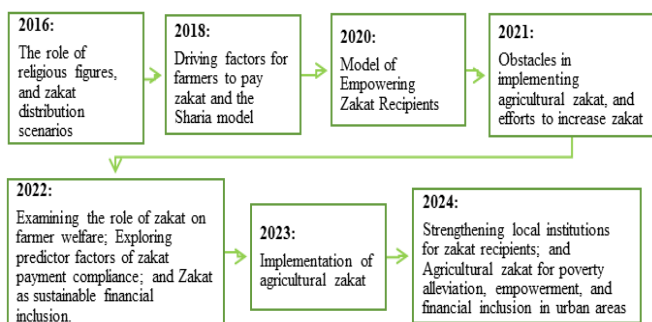 2016:
The role of
religious figures,
and zakat
distribution
scenarios
2018:
Driving factors for
farmers to pay
zakat and the
Sharia model
2020:
Model of
Empowering
Zakat Recipients
2021:
Obstacles in
implementing
agricultural zakat, and
efforts to increase zakat
2022:
Examining the role of zakat on
farmer welfare; Exploring
predictor factors of zakat
payment compliance; and Zakat
as sustainable financial
inclusion.
2023:
Implementation of
agricultural zakat
2024:
Strengthening local institutions
for zakat recipients; and
Agricultural zakat for poverty
alleviation, empowerment, and
financial inclusion in urban areas